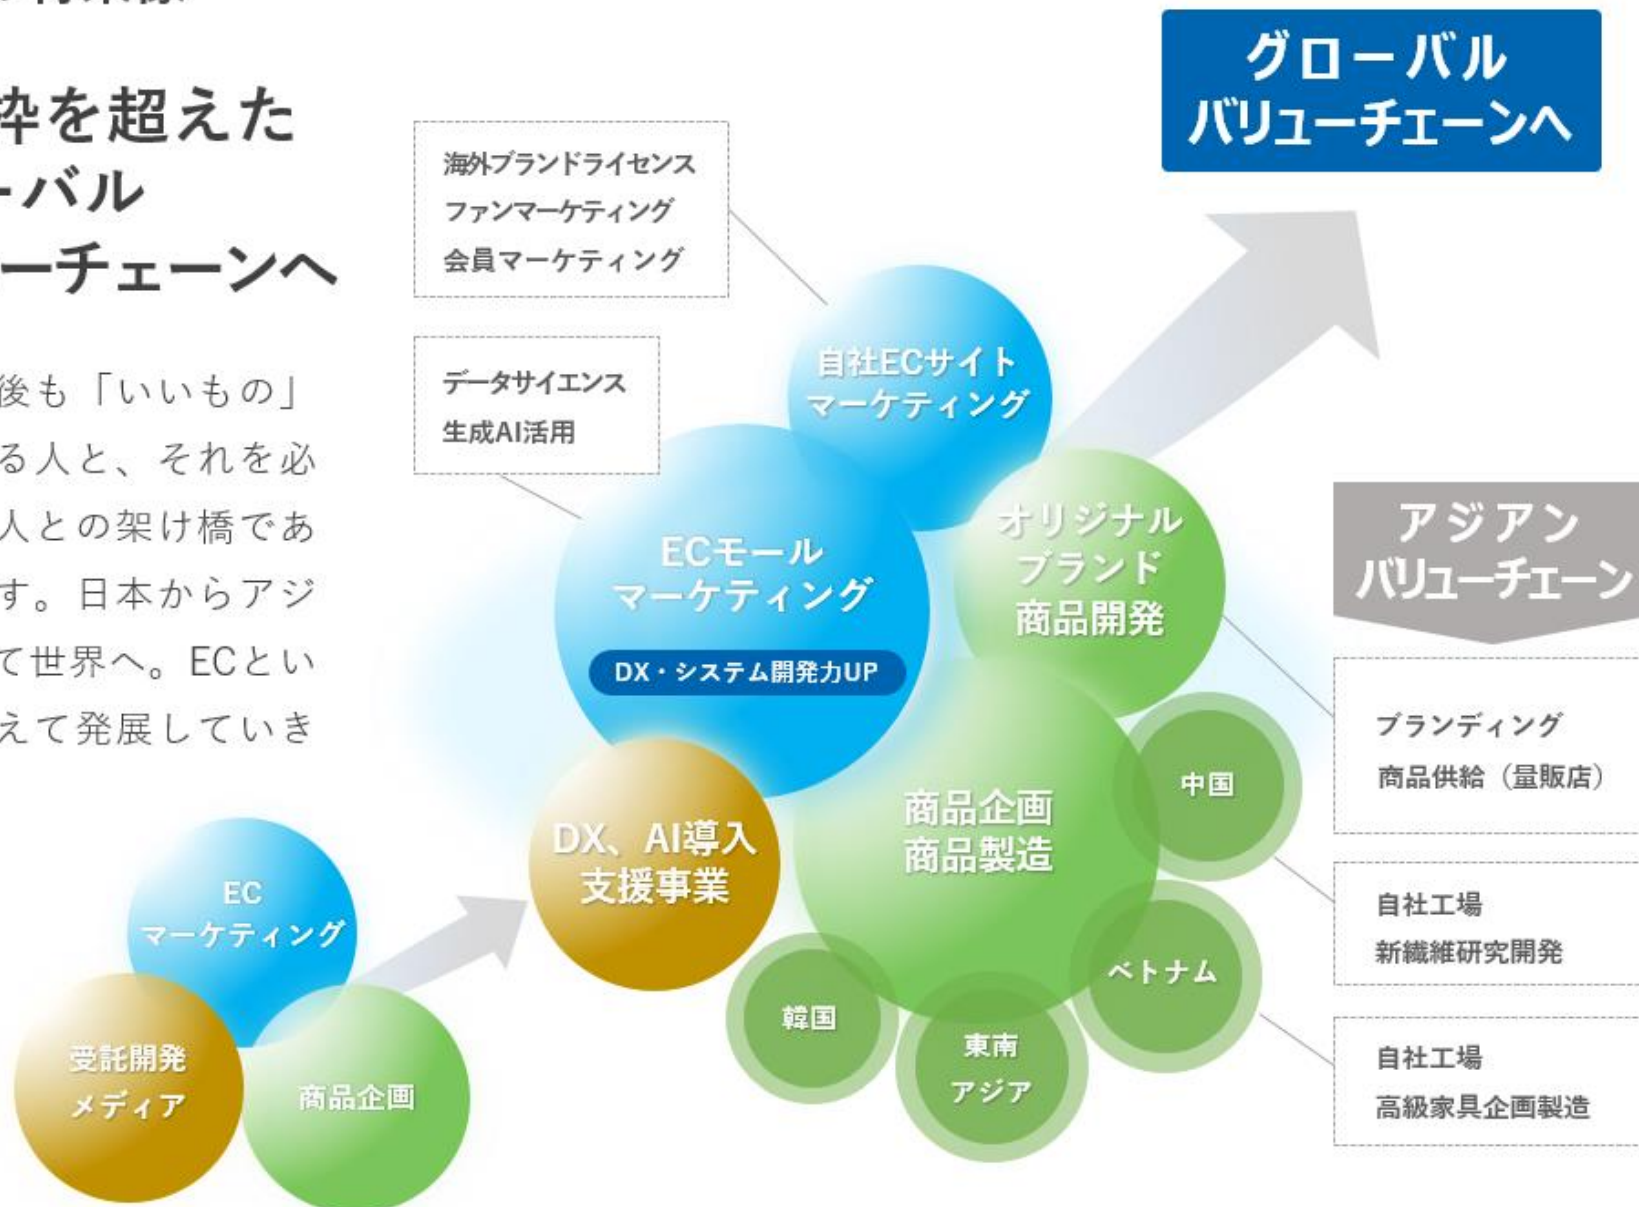 枠を超えた
ーバル
ーチェーンへ
後も「いいもの」
る人と、それを必
人との架け橋であ
す。日本からアジ
て世界へ。ECとい
えて発展していき
グローバル
バリューチェーンへ
海外ブランドライセンス
ファンマーケティング
会員マーケティング
データサイエンス
生成AI活用
自社ECサイト
マーケティング
ECモール
マーケティング
DX・システム開発力UP
オリジナル
ブランド
商品開発
アジアン
バリューチェーン
ブランディング
商品供給（量販店）
商品企画
商品製造
中国
自社工場
新繊維研究開発
ベトナム
自社工場
高級家具企画製造
東南
アジア
韓国
DX、AI導入
支援事業
EC
マーケティング
受託開発
メディア
商品企画